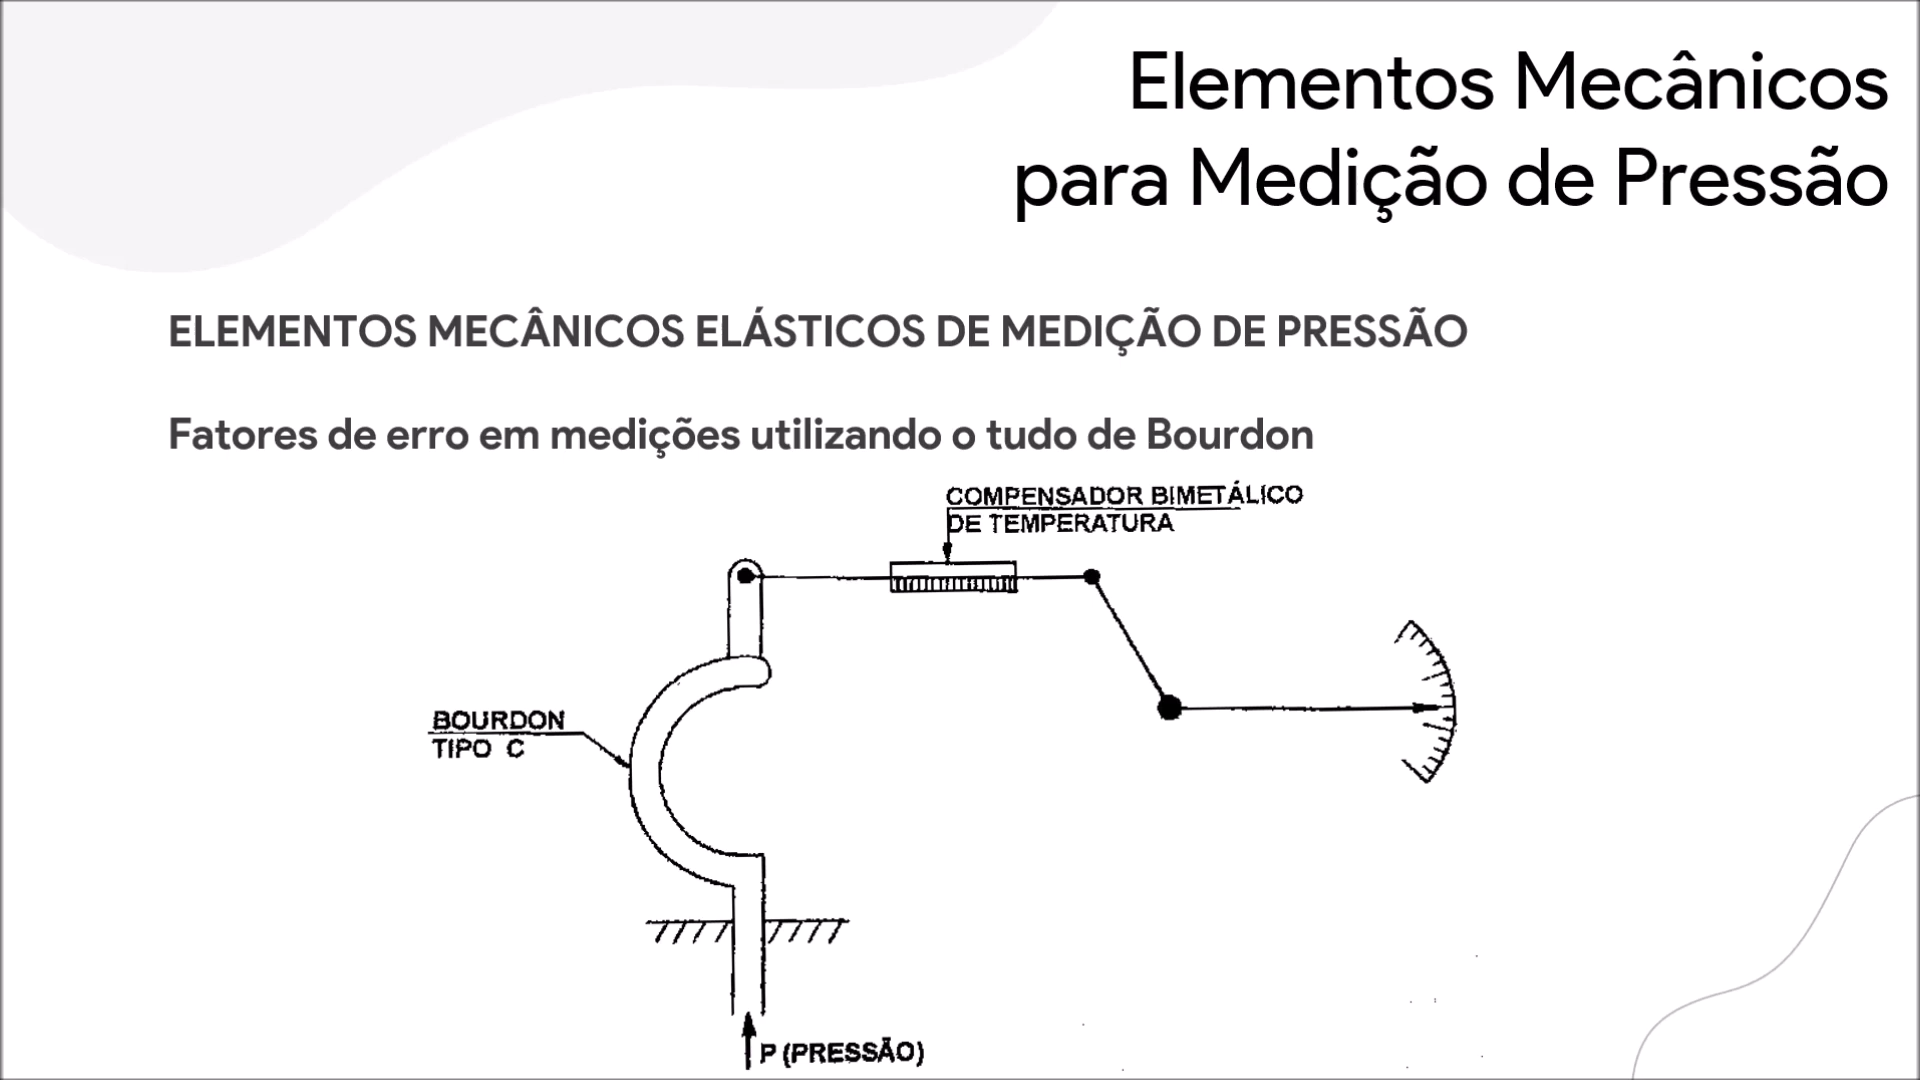 Elementos Mecânicos
para Medição de Pressão
ELEMENTOS MECÂNICOS ELÁSTICOS DE MEDIÇÃO DE PRESSÃO
Fatores de erro em medições utilizando o tudo de Bourdon
COMPENSADOR BIMETÁLICO
DE TEMPERATURA
BOURDON
TIPO C
P (PRESSÃO)